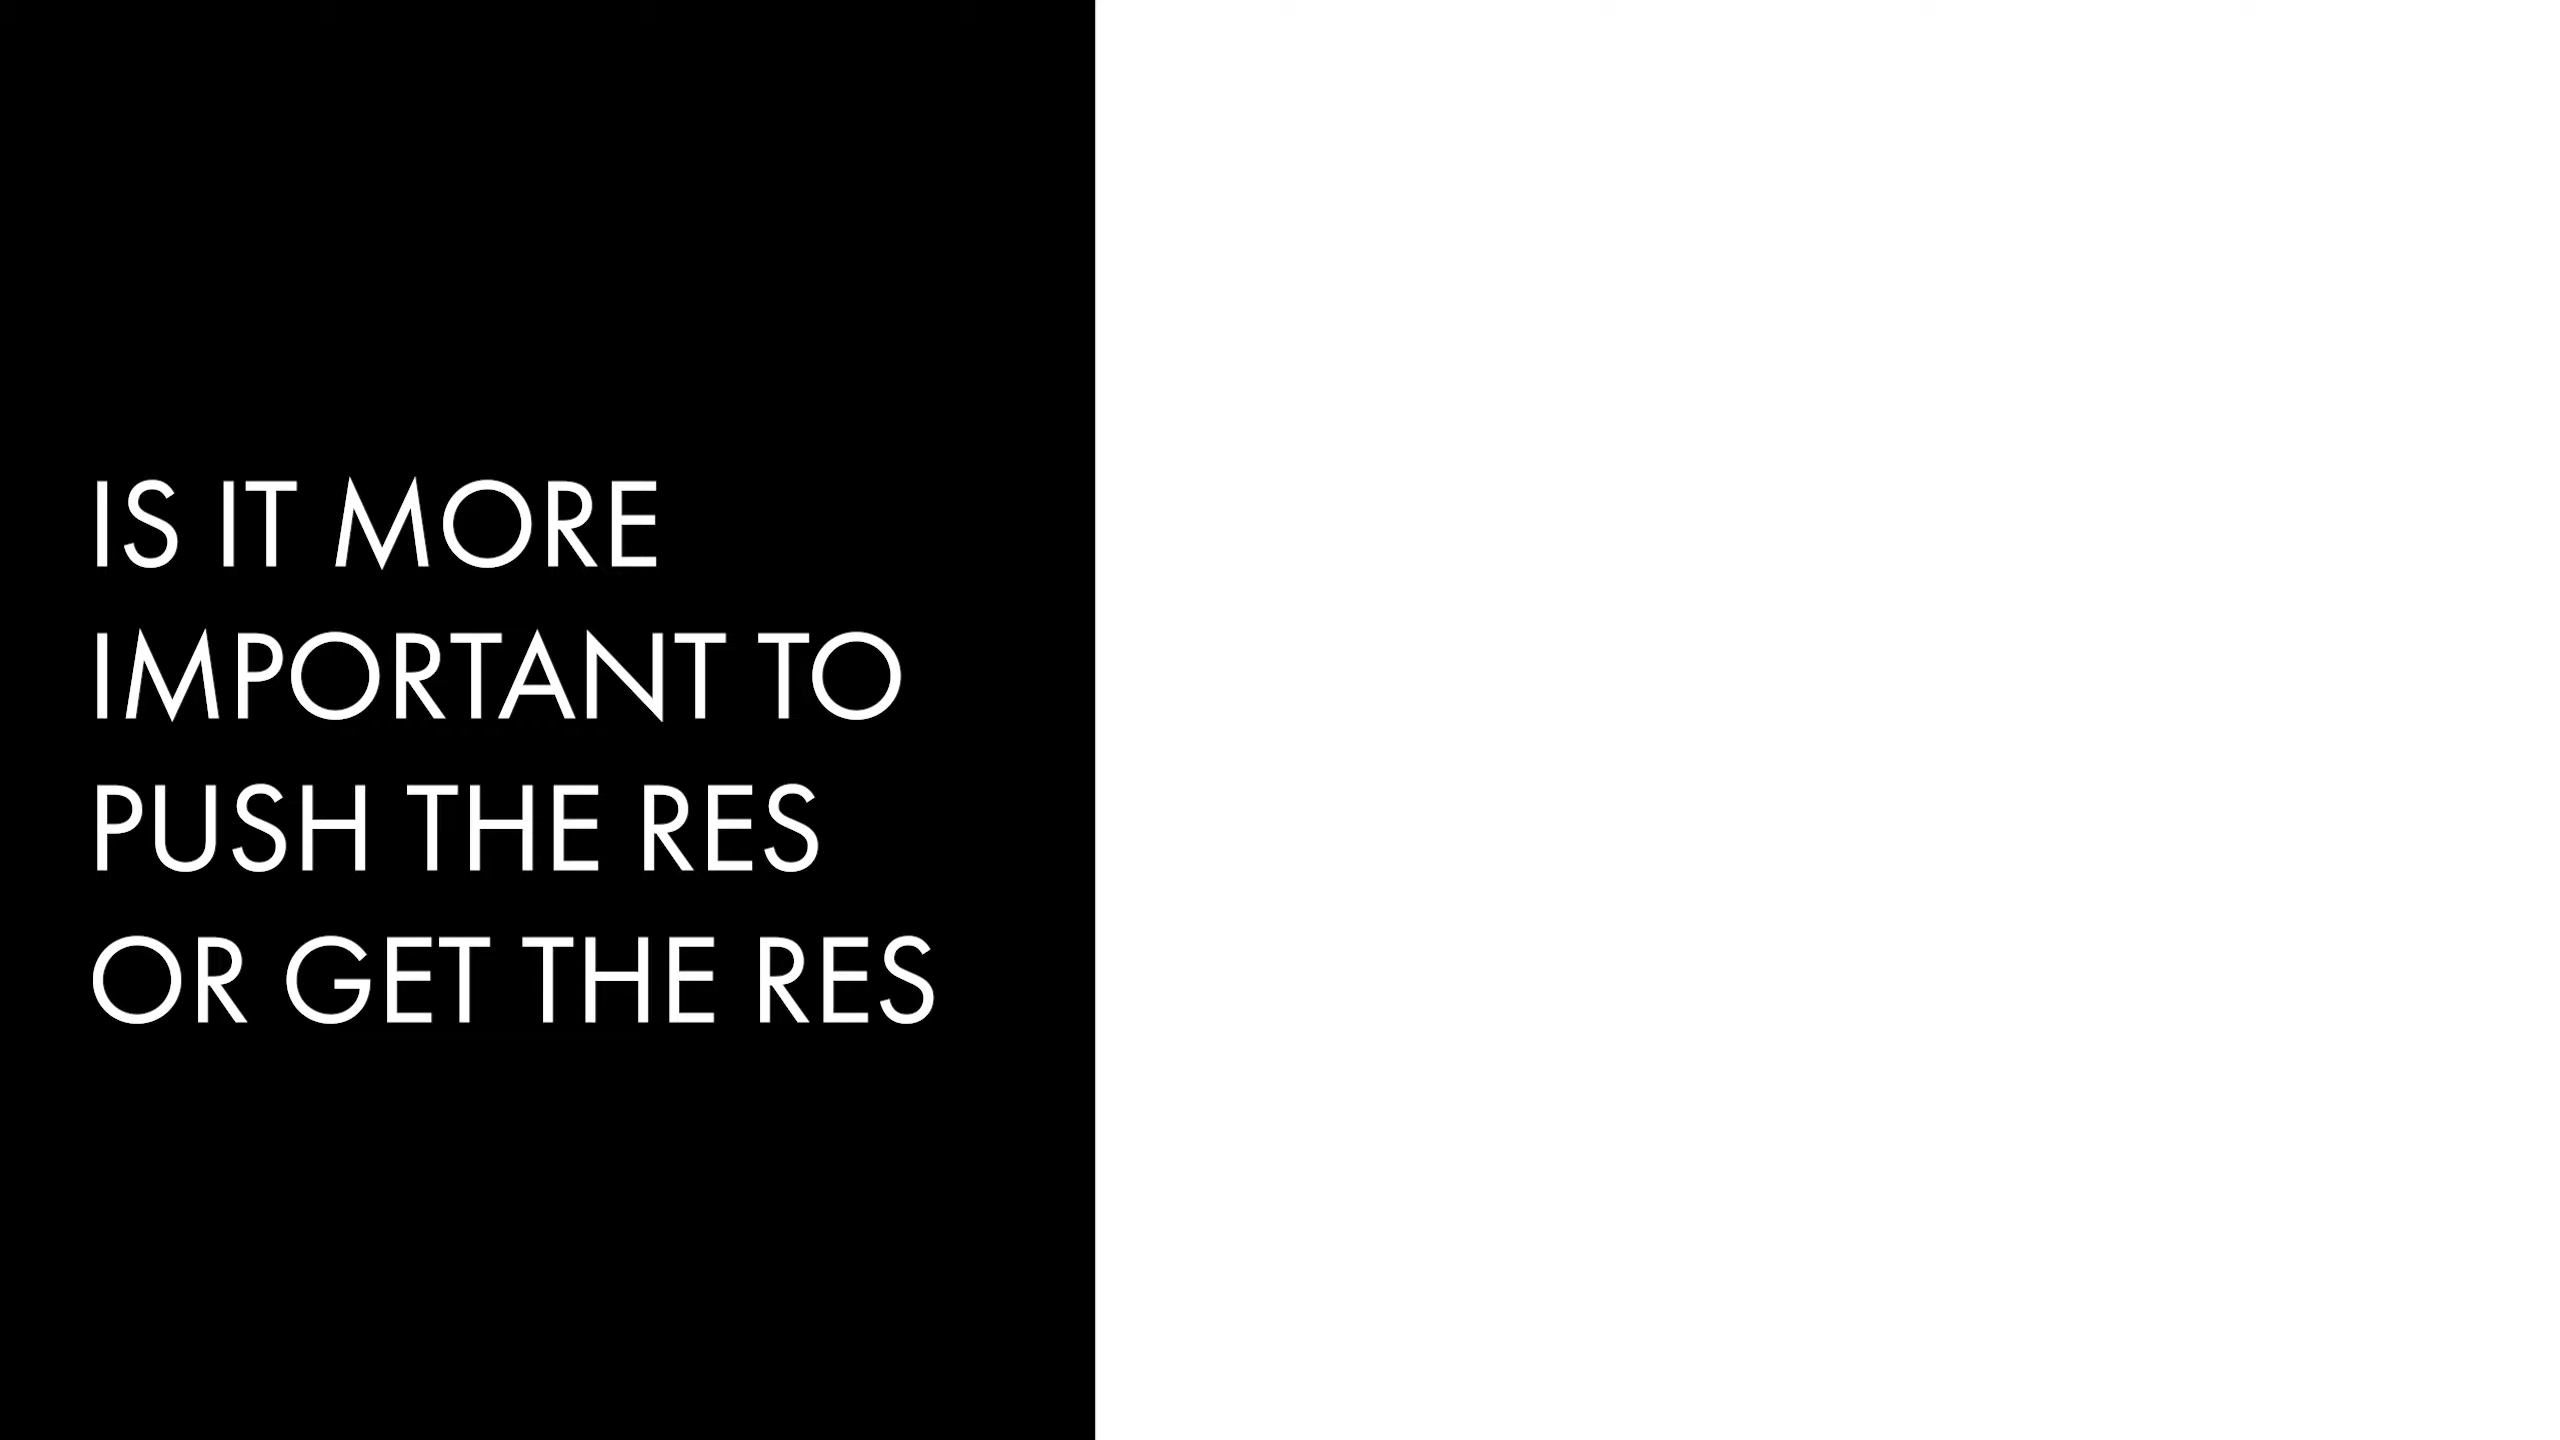 IS IT MORE
IMPORTANT TO
PUSH THE RES
OR GET THE RES